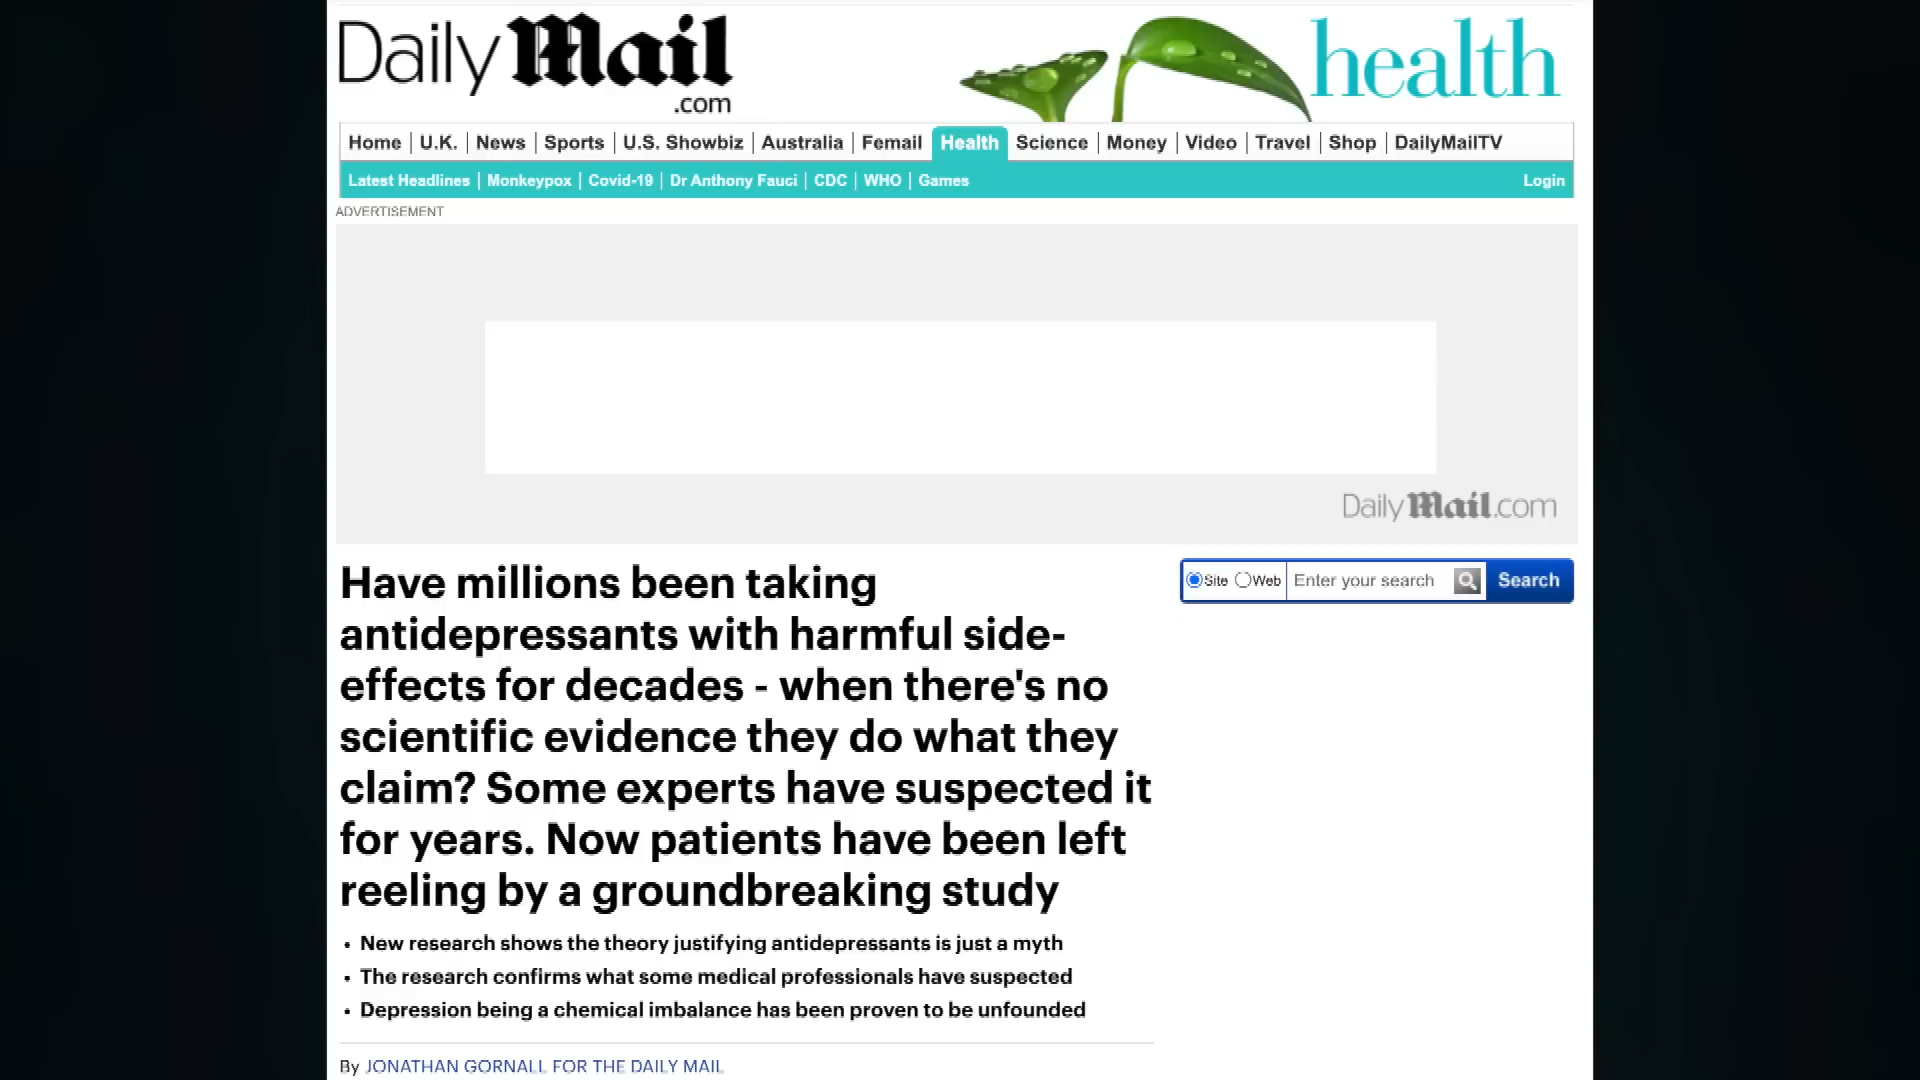 Daily Mail
.com
health
Home | U.K. | News | Sports | U.S. Showbiz | Australia | Femail | Health | Science | Money | Video | Travel | Shop | DailyMailTV
Latest Headlines | Monkeypox | Covid-19 | Dr Anthony Fauci | CDC | WHO | Games Login
ADVERTISEMENT
Daily Mail.com
Have millions been taking
antidepressants with harmful side-
effects for decades - when there's no
scientific evidence they do what they
claim? Some experts have suspected it
for years. Now patients have been left
reeling by a groundbreaking study
Site Web Enter your search Search
• New research shows the theory justifying antidepressants is just a myth
• The research confirms what some medical professionals have suspected
• Depression being a chemical imbalance has been proven to be unfounded
By JONATHAN GORNALL FOR THE DAILY MAIL